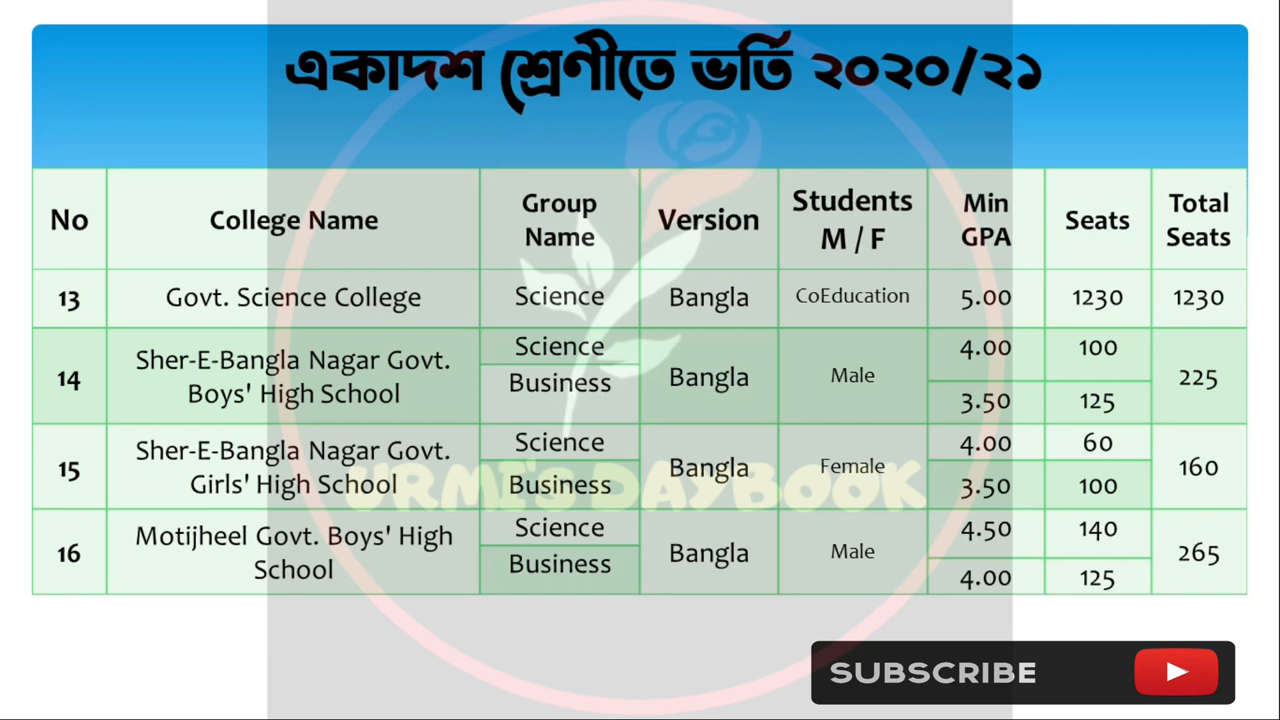 একাদশ শ্রেণীতে ভর্তি ২০২০/২১
No College Name Group Name Version Students M / F Min GPA Seats Total Seats
13 Govt. Science College Science Bangla CoEducation 5.00 1230 1230
14 Sher-E-Bangla Nagar Govt. Boys' High School Science Business Bangla Male 4.00 100 3.50 125 225
15 Sher-E-Bangla Nagar Govt. Girls' High School Science Business Bangla Female 4.00 60 3.50 100 160
16 Motijheel Govt. Boys' High School Science Business Bangla Male 4.50 140 4.00 125 265
URMI'S DAYBOOK
SUBSCRIBE